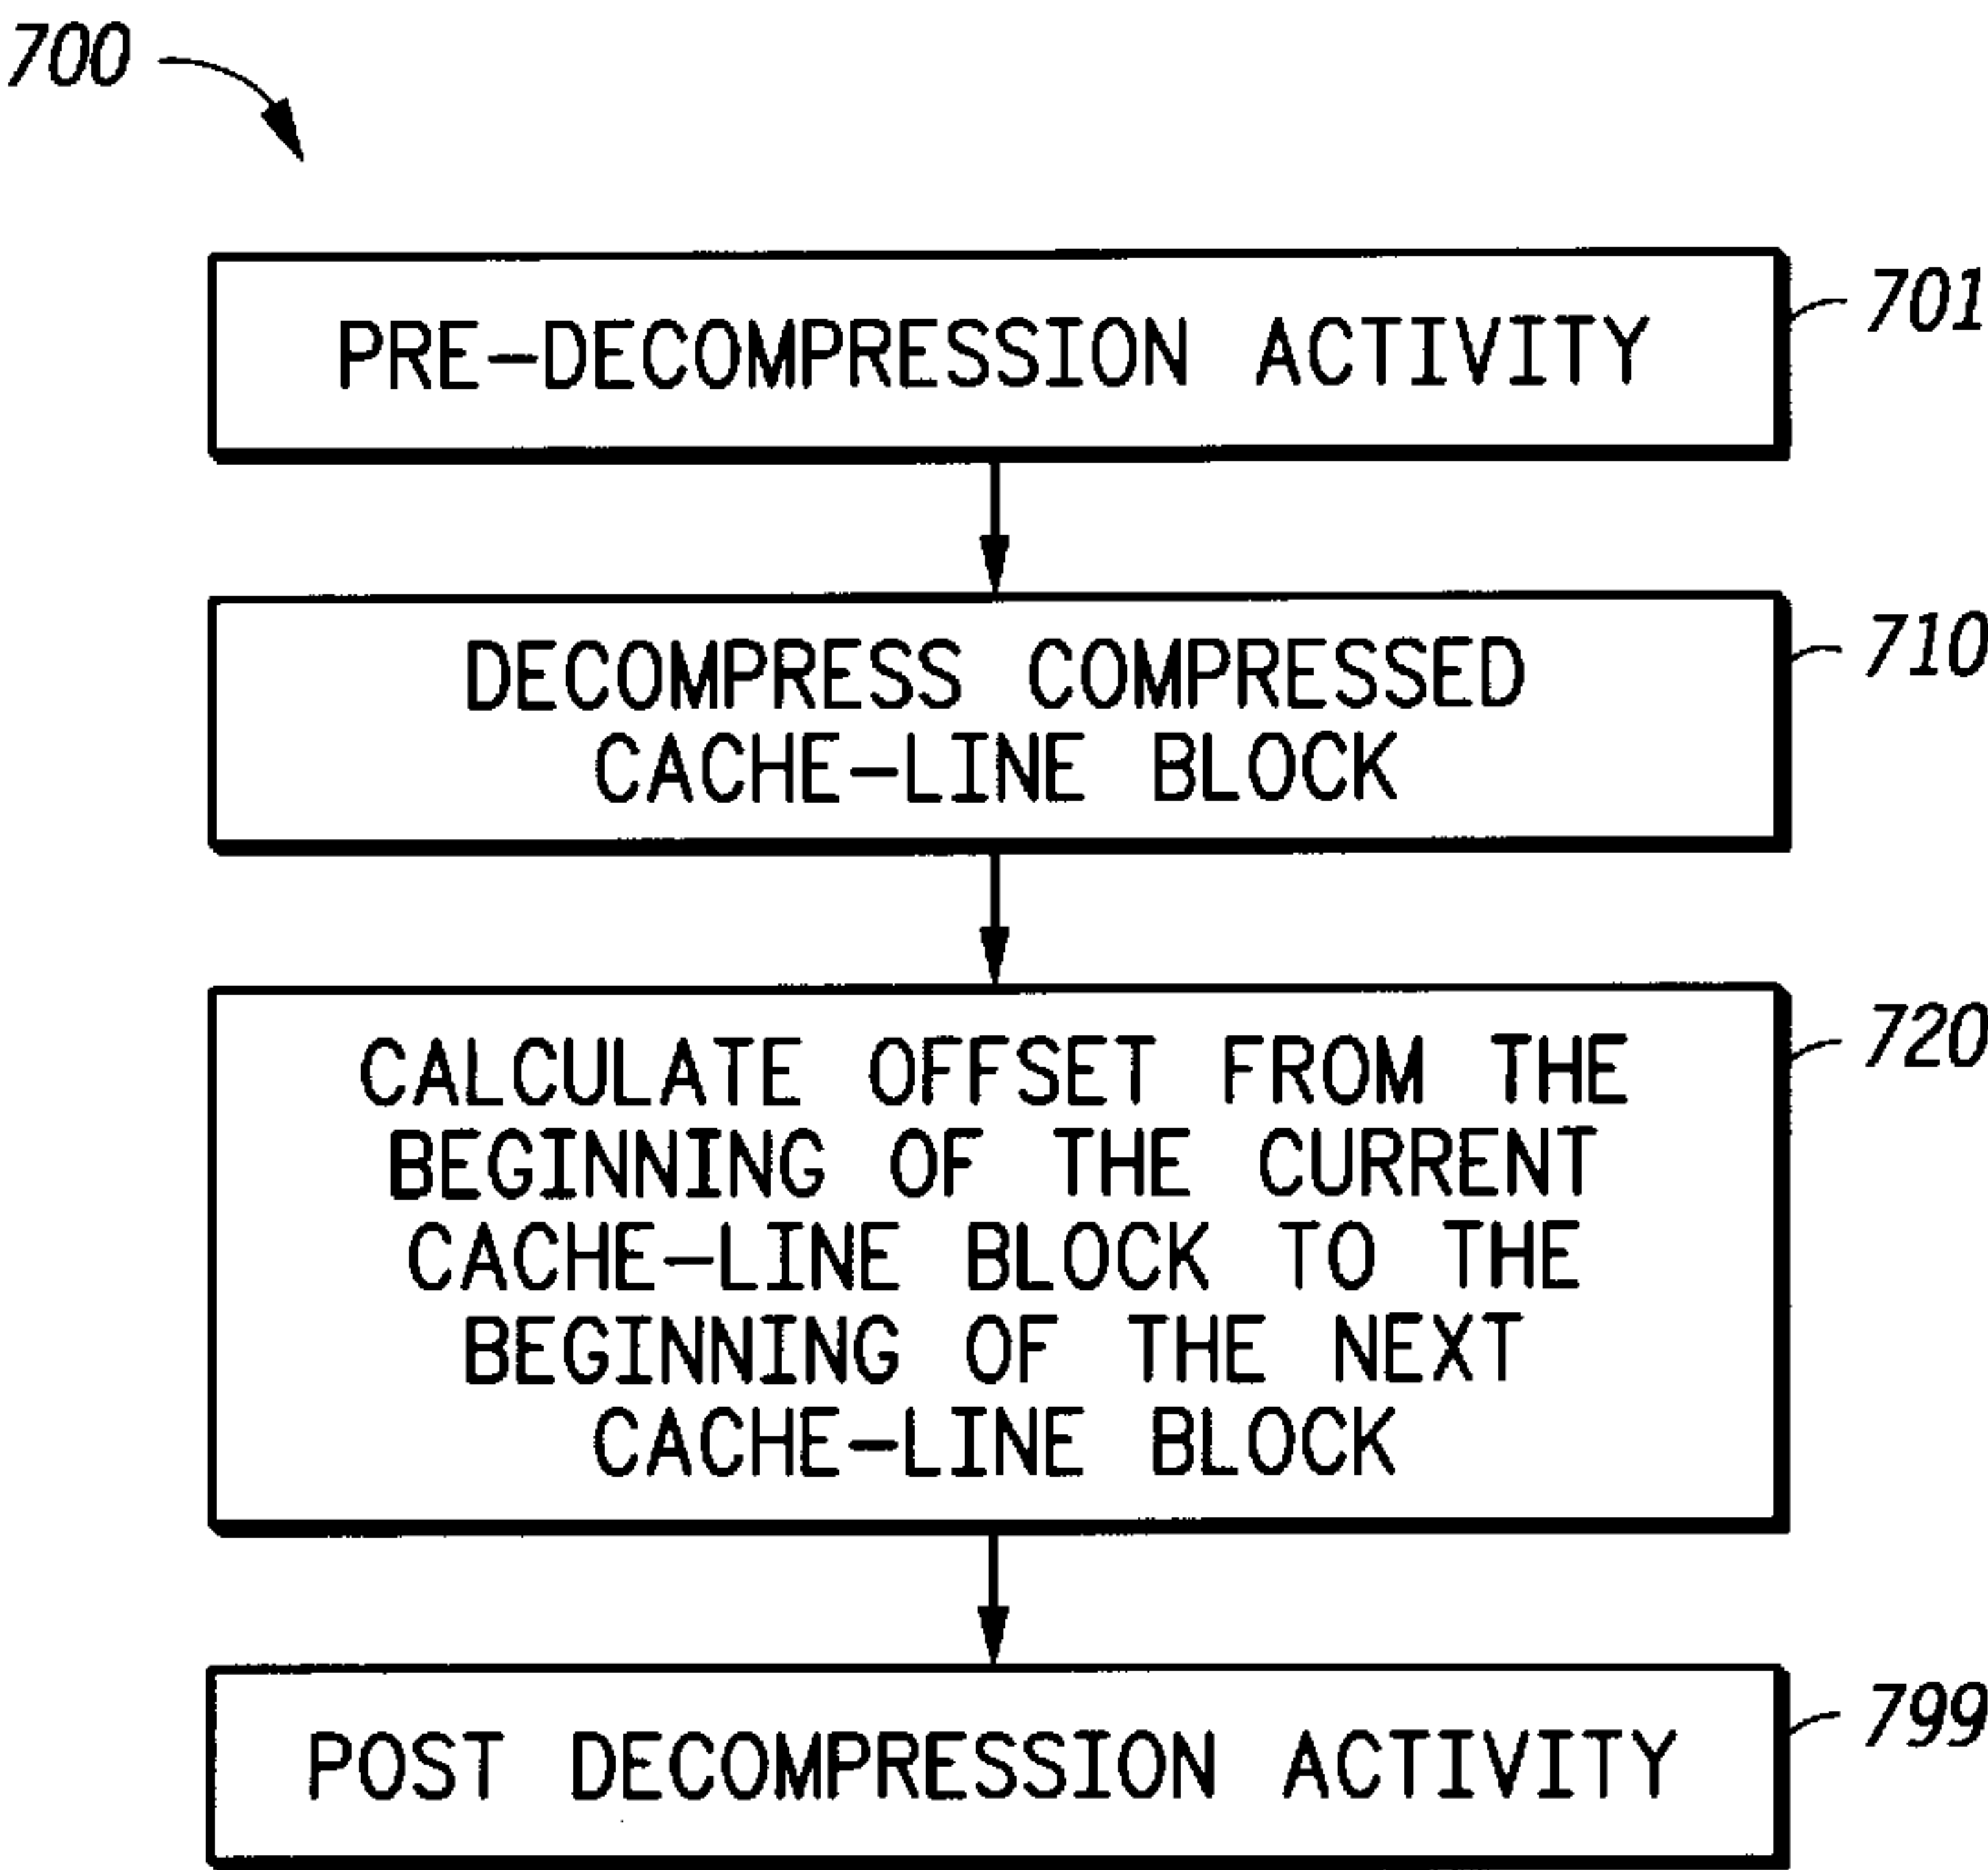 700
PRE-DECOMPRESSION ACTIVITY
701
DECOMPRESS COMPRESSED
CACHE-LINE BLOCK
710
CALCULATE OFFSET FROM THE
BEGINNING OF THE CURRENT
CACHE-LINE BLOCK TO THE
BEGINNING OF THE NEXT
CACHE-LINE BLOCK
720
POST DECOMPRESSION ACTIVITY
799